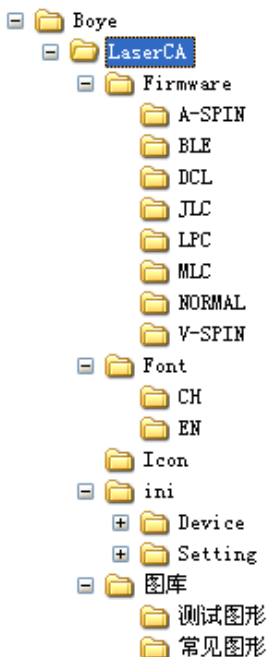 Boye
LaserCA
Firmware
A-SPIN
BLE
DCL
JLC
LPC
MLC
NORMAL
V-SPIN
Font
CH
EN
Icon
ini
Device
Setting
图库
测试图形
常见图形